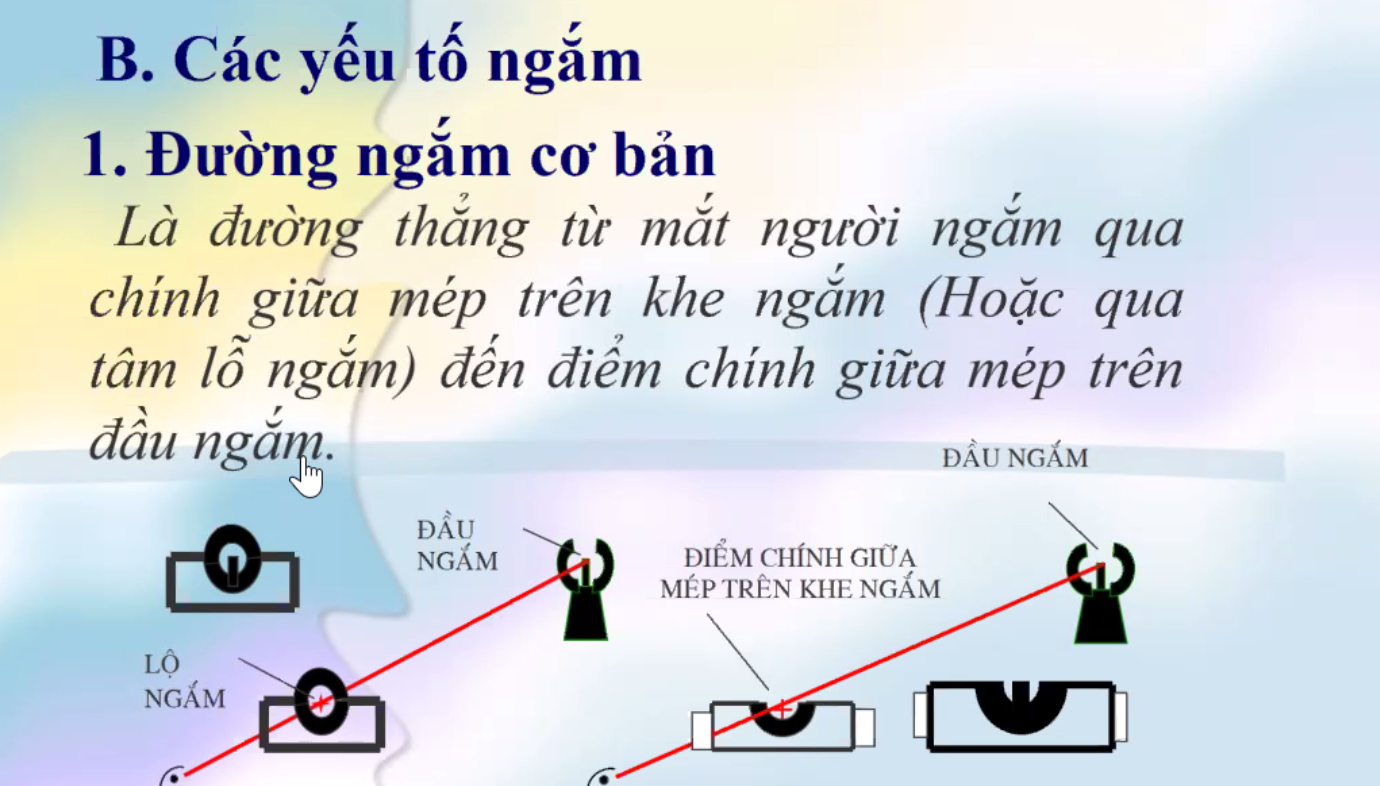 B. Các yếu tố ngắm
1. Đường ngắm cơ bản
Là đường thẳng từ mắt người ngắm qua
chính giữa mép trên khe ngắm (Hoặc qua
tâm lỗ ngắm) đến điểm chính giữa mép trên
đầu ngắm.
ĐẦU NGẮM
ĐẦU
NGẮM
ĐIỂM CHÍNH GIỮA
MÉP TRÊN KHE NGẮM
LỘ
NGẮM